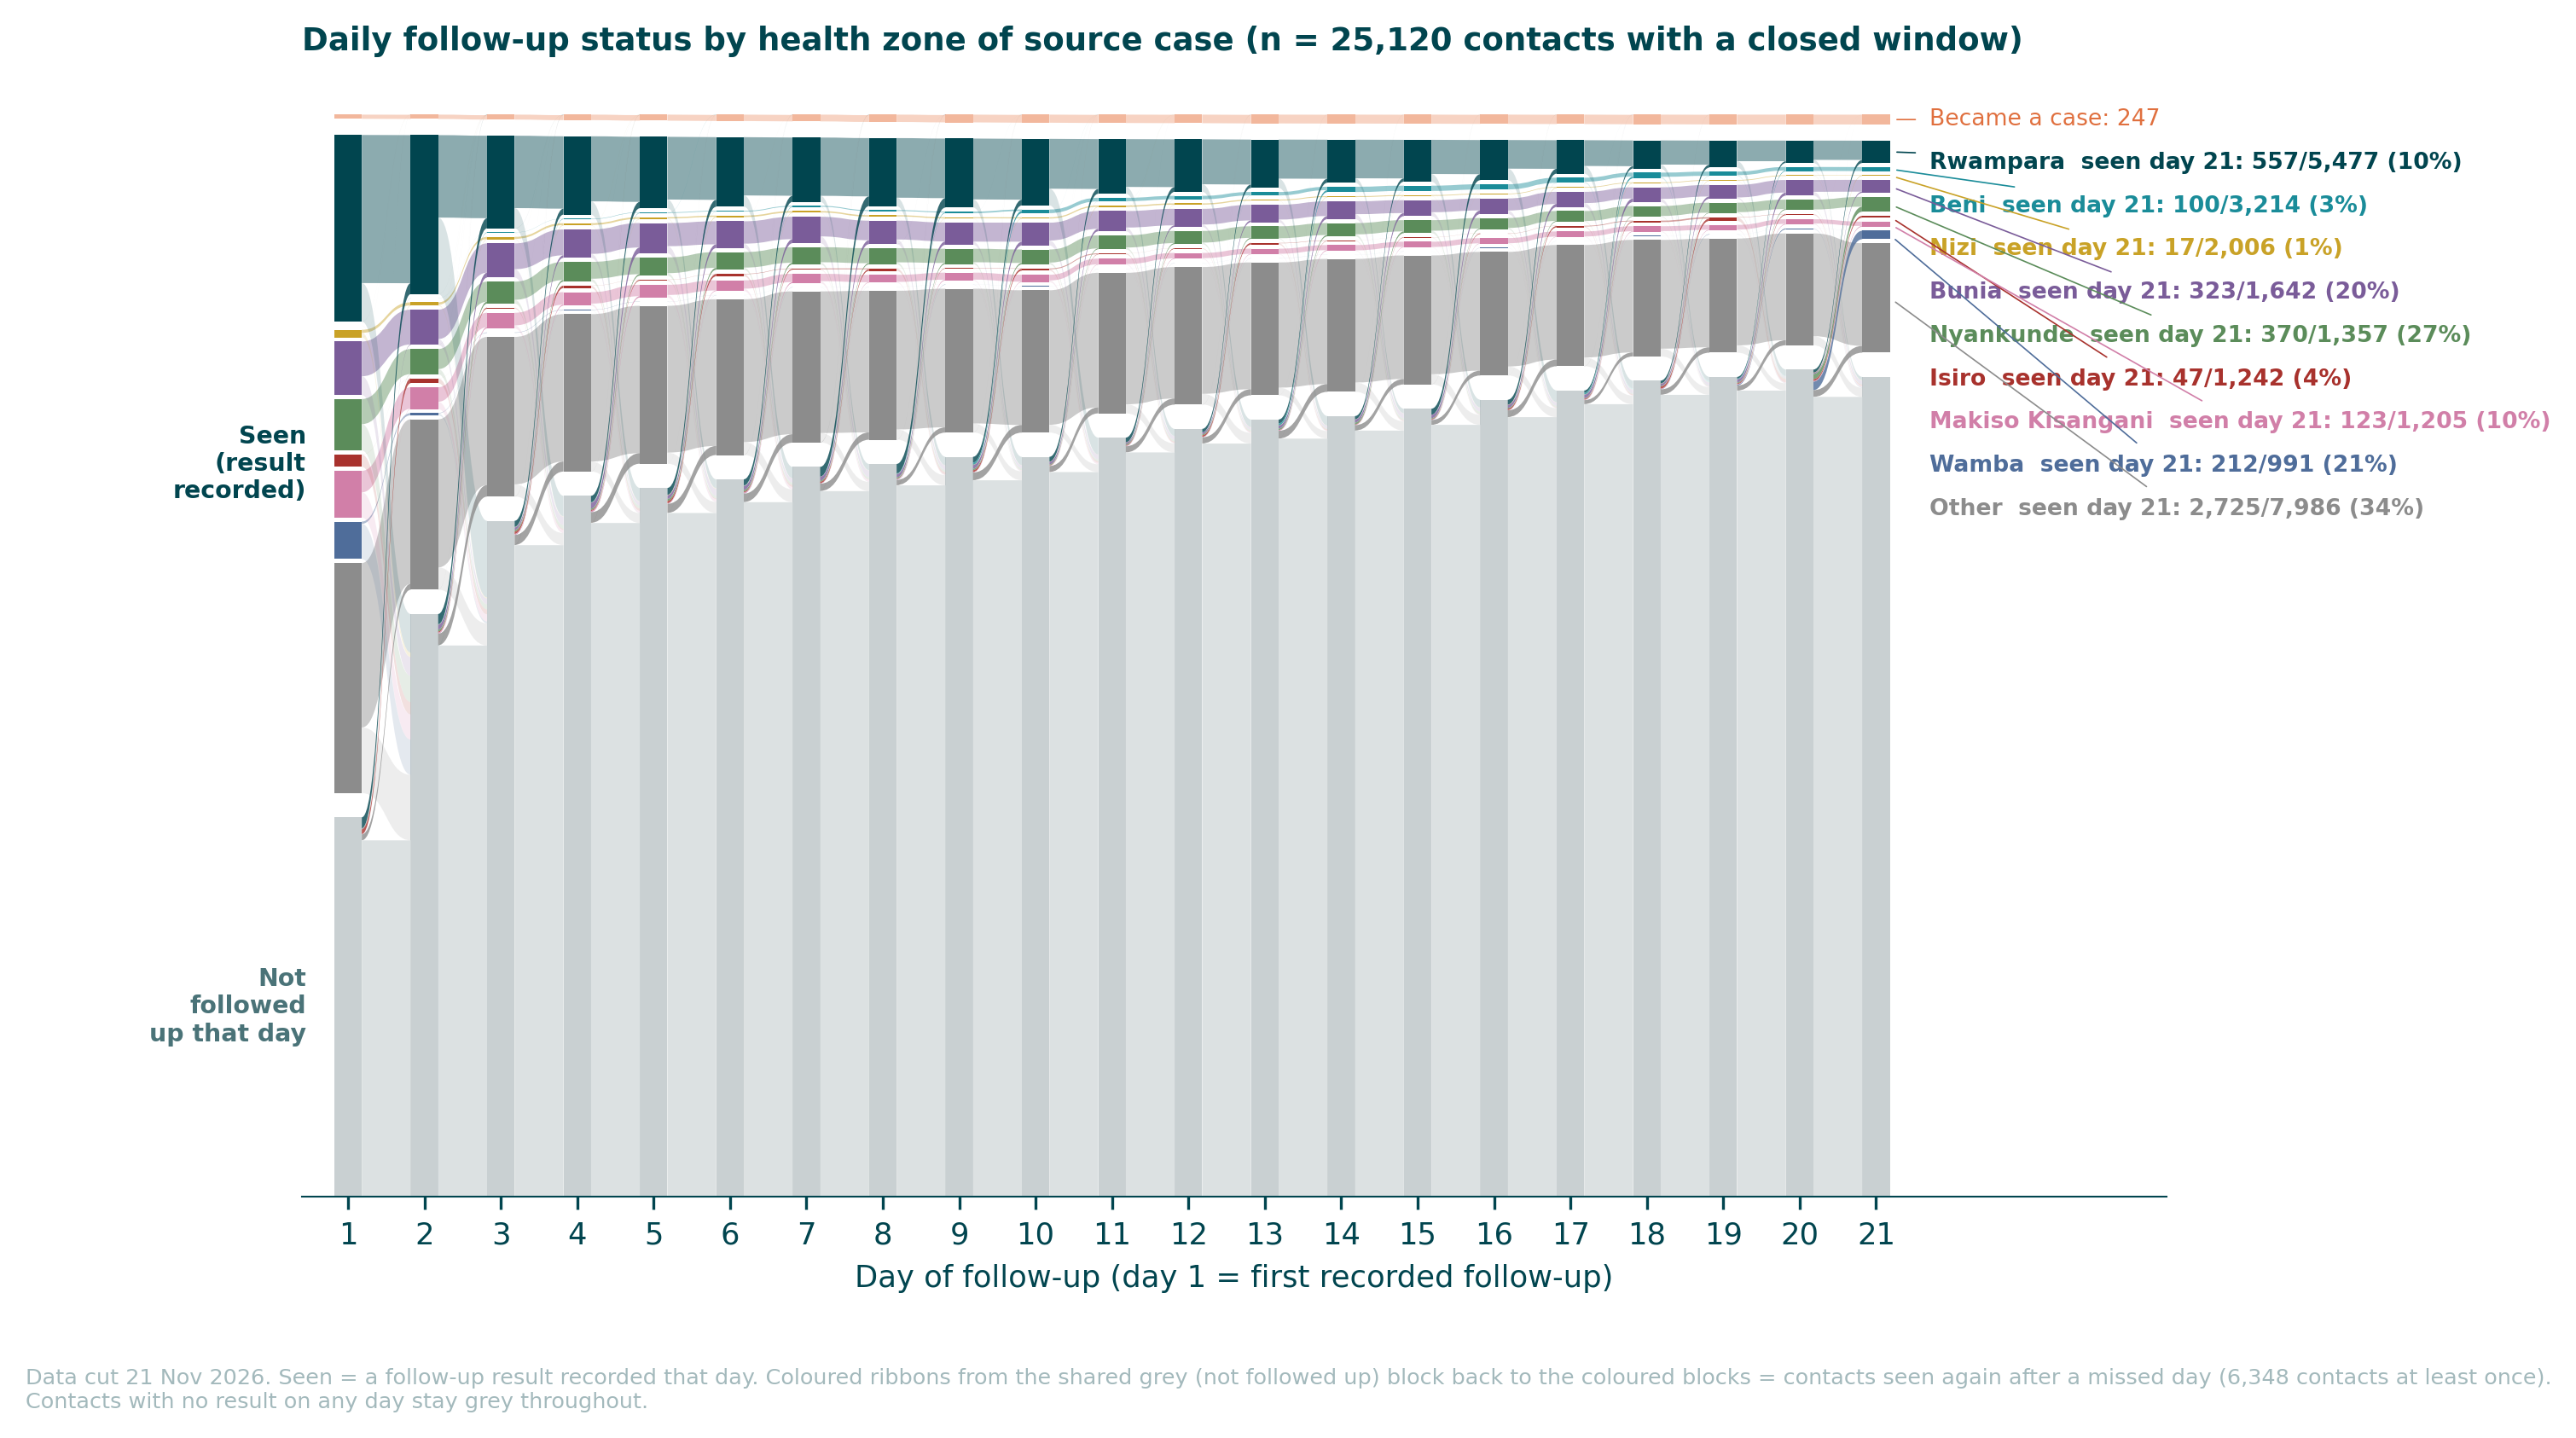 Daily follow-up status by health zone of source case (n = 25,120 contacts with a closed window)
Became a case: 247
Rwampara  seen day 21: 557/5,477 (10%)
Beni  seen day 21: 100/3,214 (3%)
Nizi  seen day 21: 17/2,006 (1%)
Bunia  seen day 21: 323/1,642 (20%)
Nyankunde  seen day 21: 370/1,357 (27%)
Isiro  seen day 21: 47/1,242 (4%)
Makiso Kisangani  seen day 21: 123/1,205 (10%)
Wamba  seen day 21: 212/991 (21%)
Other  seen day 21: 2,725/7,986 (34%)
Seen
(result
recorded)
Not
followed
up that day
1 2 3 4 5 6 7 8 9 10 11 12 13 14 15 16 17 18 19 20 21
Day of follow-up (day 1 = first recorded follow-up)
Data cut 21 Nov 2026. Seen = a follow-up result recorded that day. Coloured ribbons from the shared grey (not followed up) block back to the coloured blocks = contacts seen again after a missed day (6,348 contacts at least once).
Contacts with no result on any day stay grey throughout.